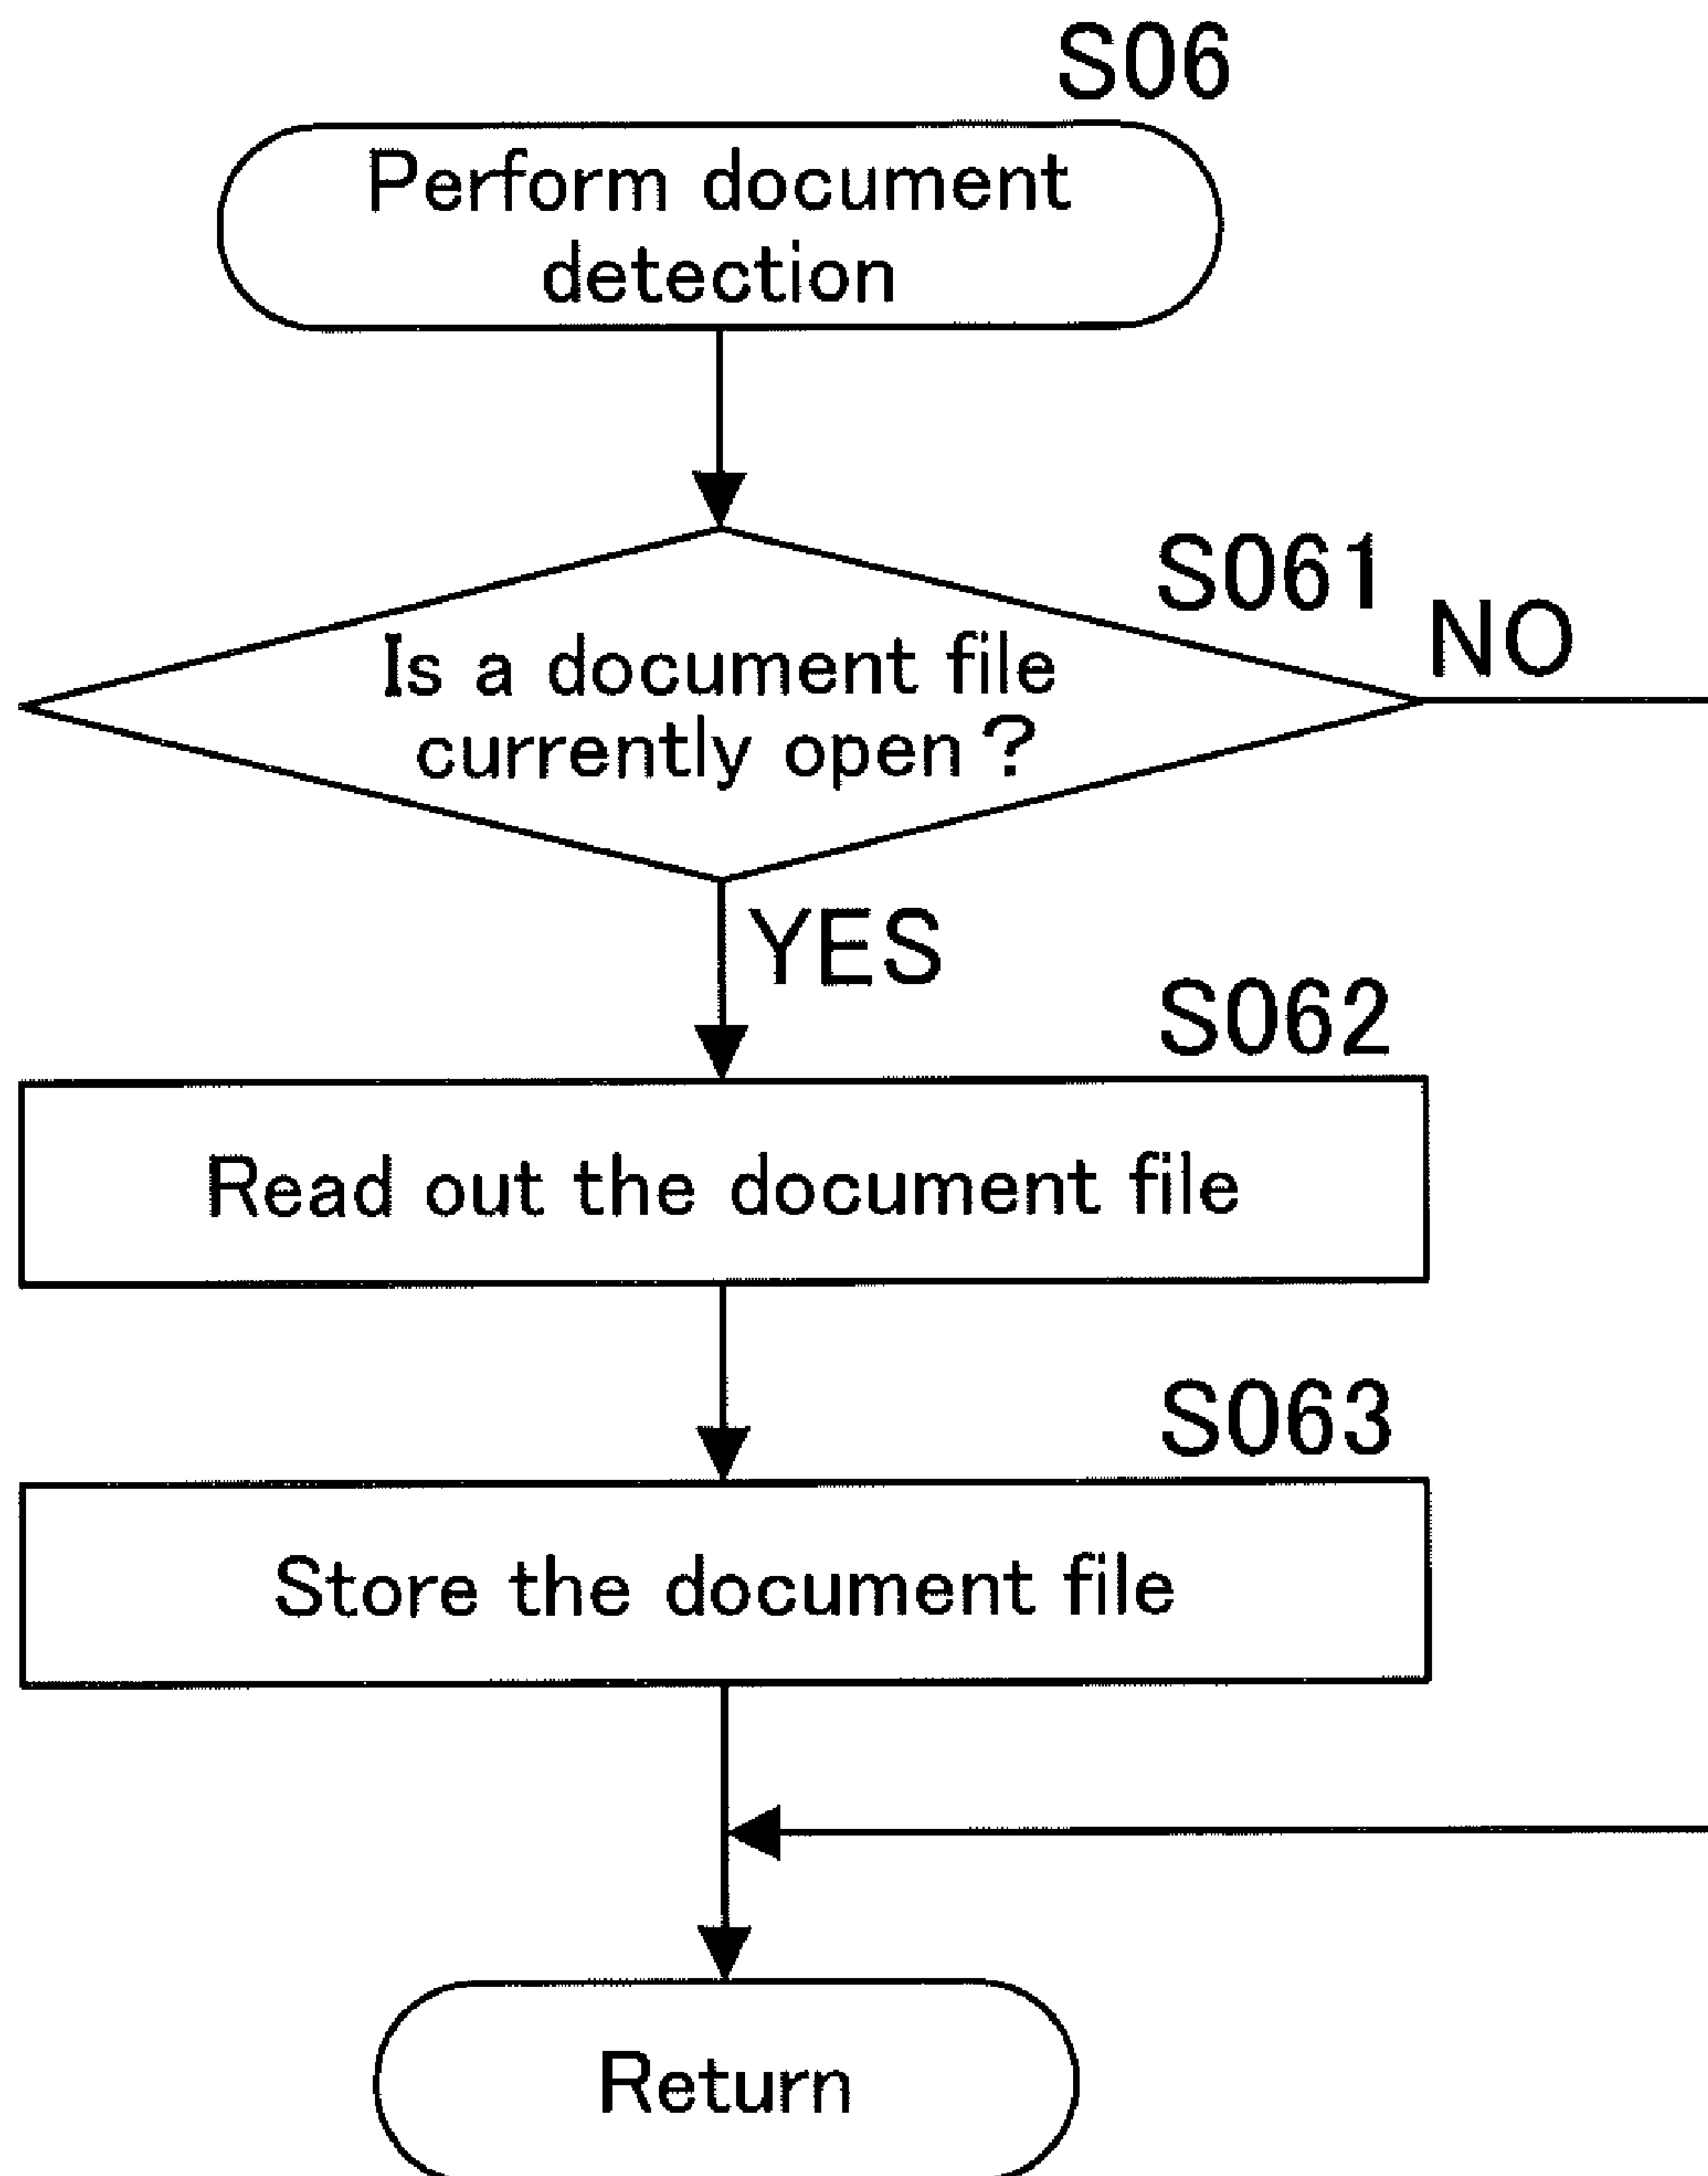 S06
Perform document
detection
S061
NO
Is a document file
currently open ?
YES
S062
Read out the document file
S063
Store the document file
Return